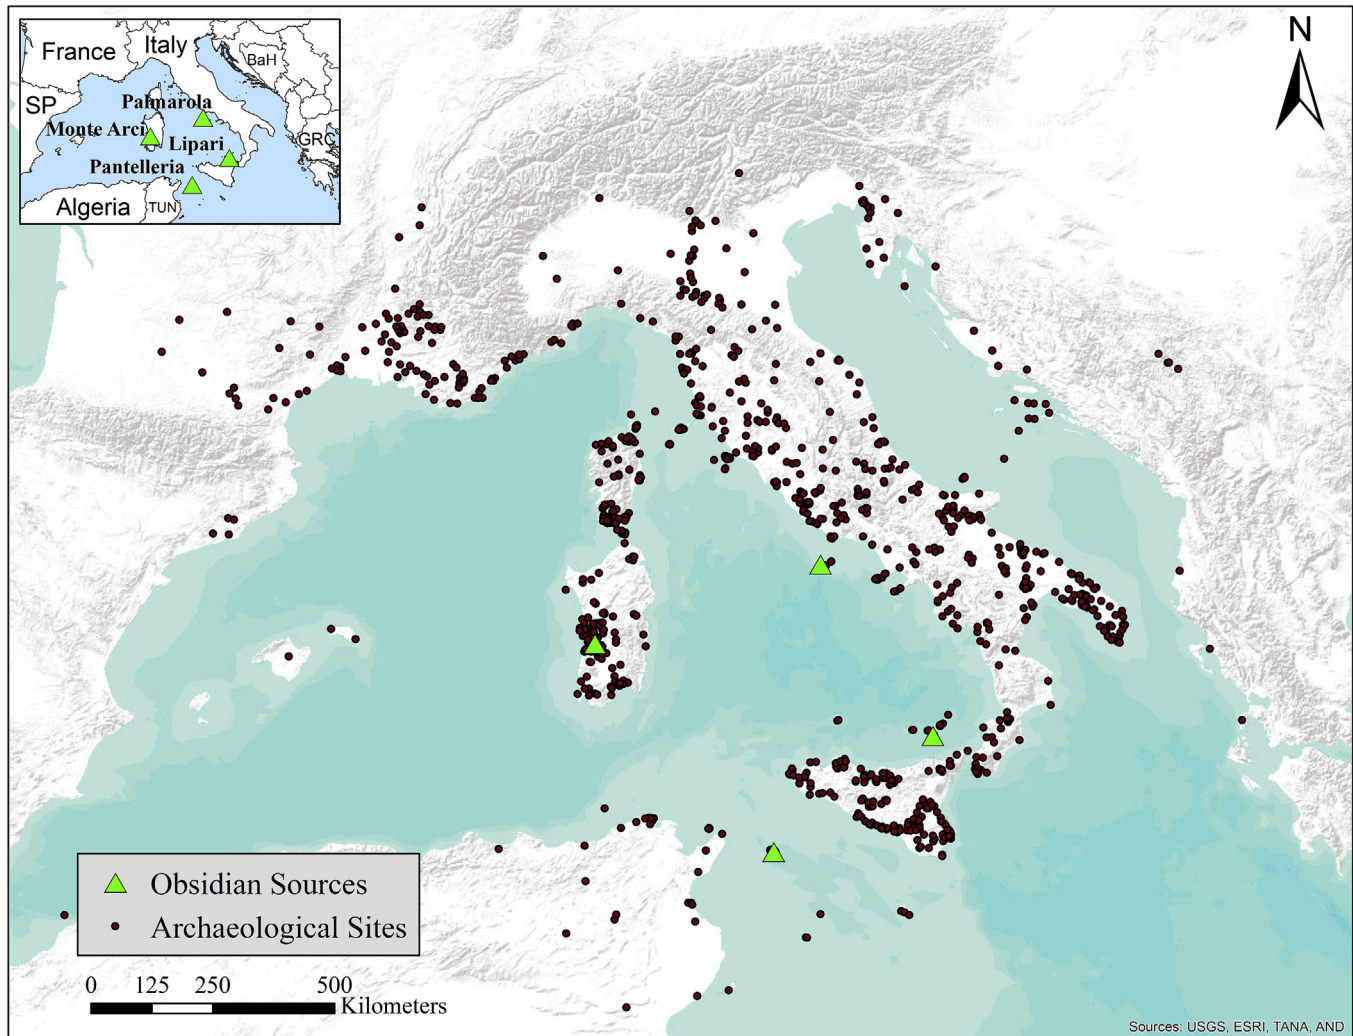 France
Italy
BaH
SP
Palmarola
Monte Arci
Lipari
GRC
Pantelleria
Algeria
TUN
N
Obsidian Sources
Archaeological Sites
0 125 250 500
Kilometers
Sources: USGS, ESRI, TANA, AND